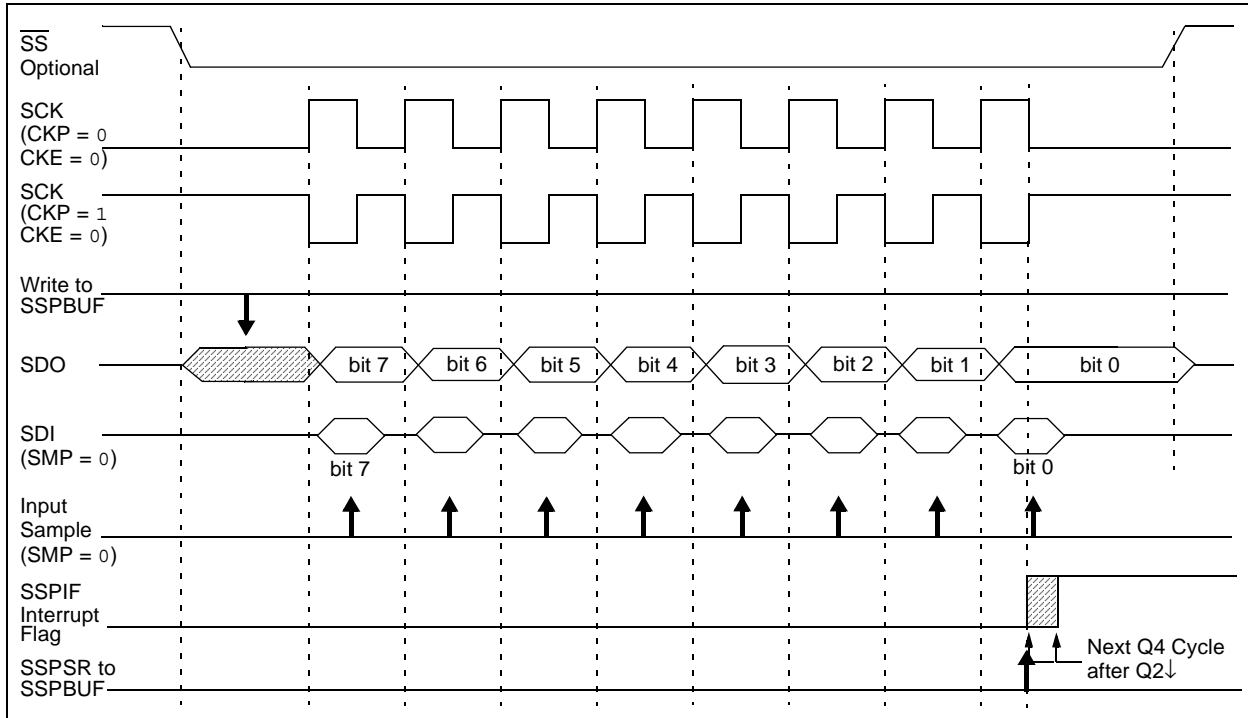 SS
Optional
SCK
(CKP = 0
CKE = 0)
SCK
(CKP = 1
CKE = 0)
Write to
SSPBUF
SDO
bit 7
bit 6
bit 5
bit 4
bit 3
bit 2
bit 1
bit 0
SDI
(SMP = 0)
bit 7
bit 0
Input
Sample
(SMP = 0)
SSPIF
Interrupt
Flag
Next Q4 Cycle
after Q2↓
SSPSR to
SSPBUF